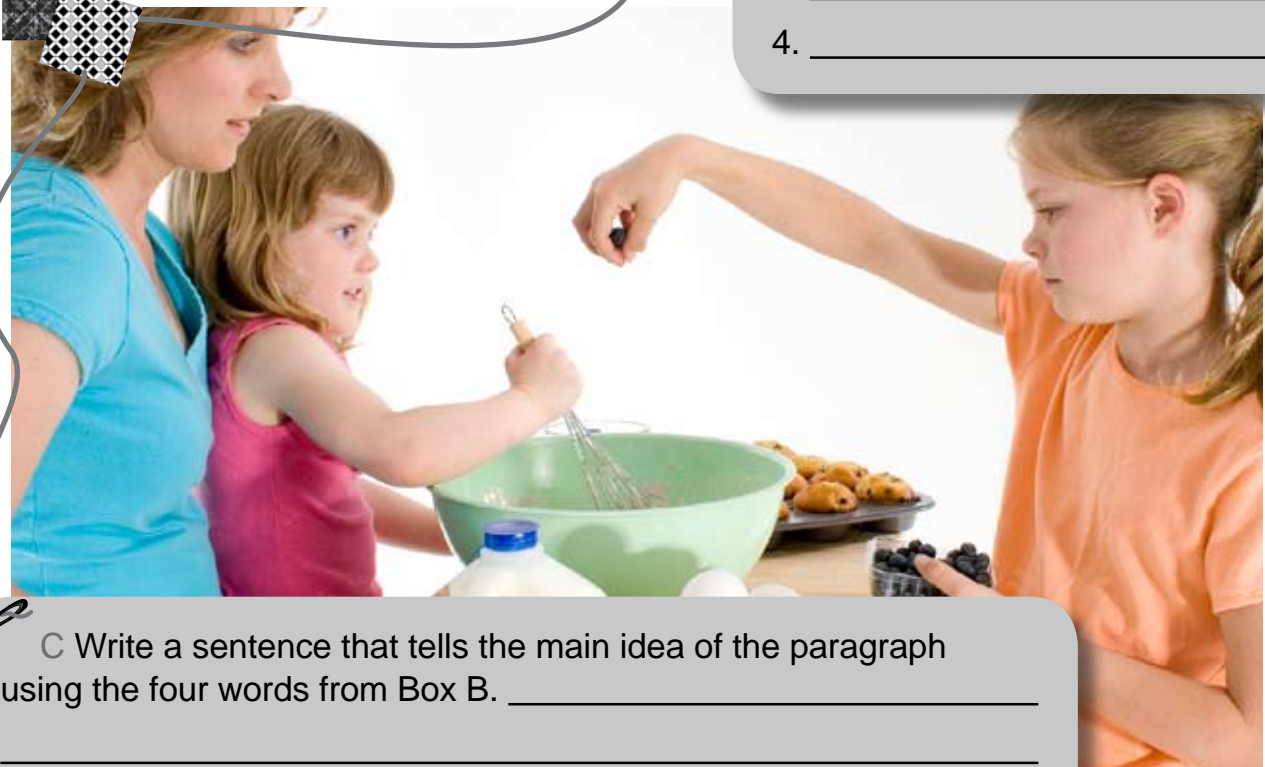 4.
C Write a sentence that tells the main idea of the paragraph
using the four words from Box B.